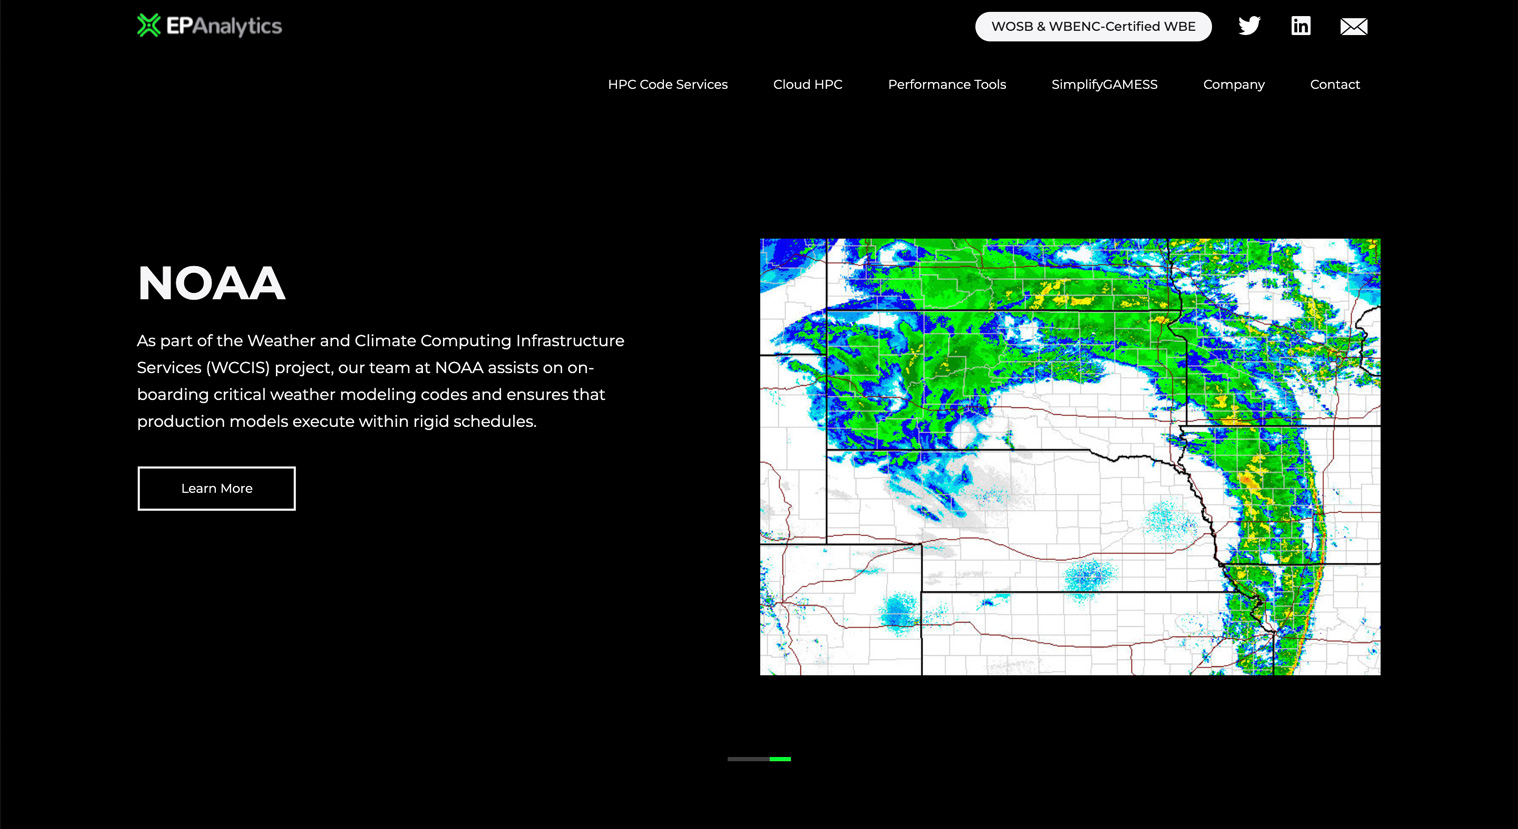 EPAnalytics
WOSB & WBENC-Certified WBE
HPC Code Services
Cloud HPC
Performance Tools
SimplifyGAMESS
Company
Contact
NOAA
As part of the Weather and Climate Computing Infrastructure
Services (WCCIS) project, our team at NOAA assists on on-
boarding critical weather modeling codes and ensures that
production models execute within rigid schedules.
Learn More